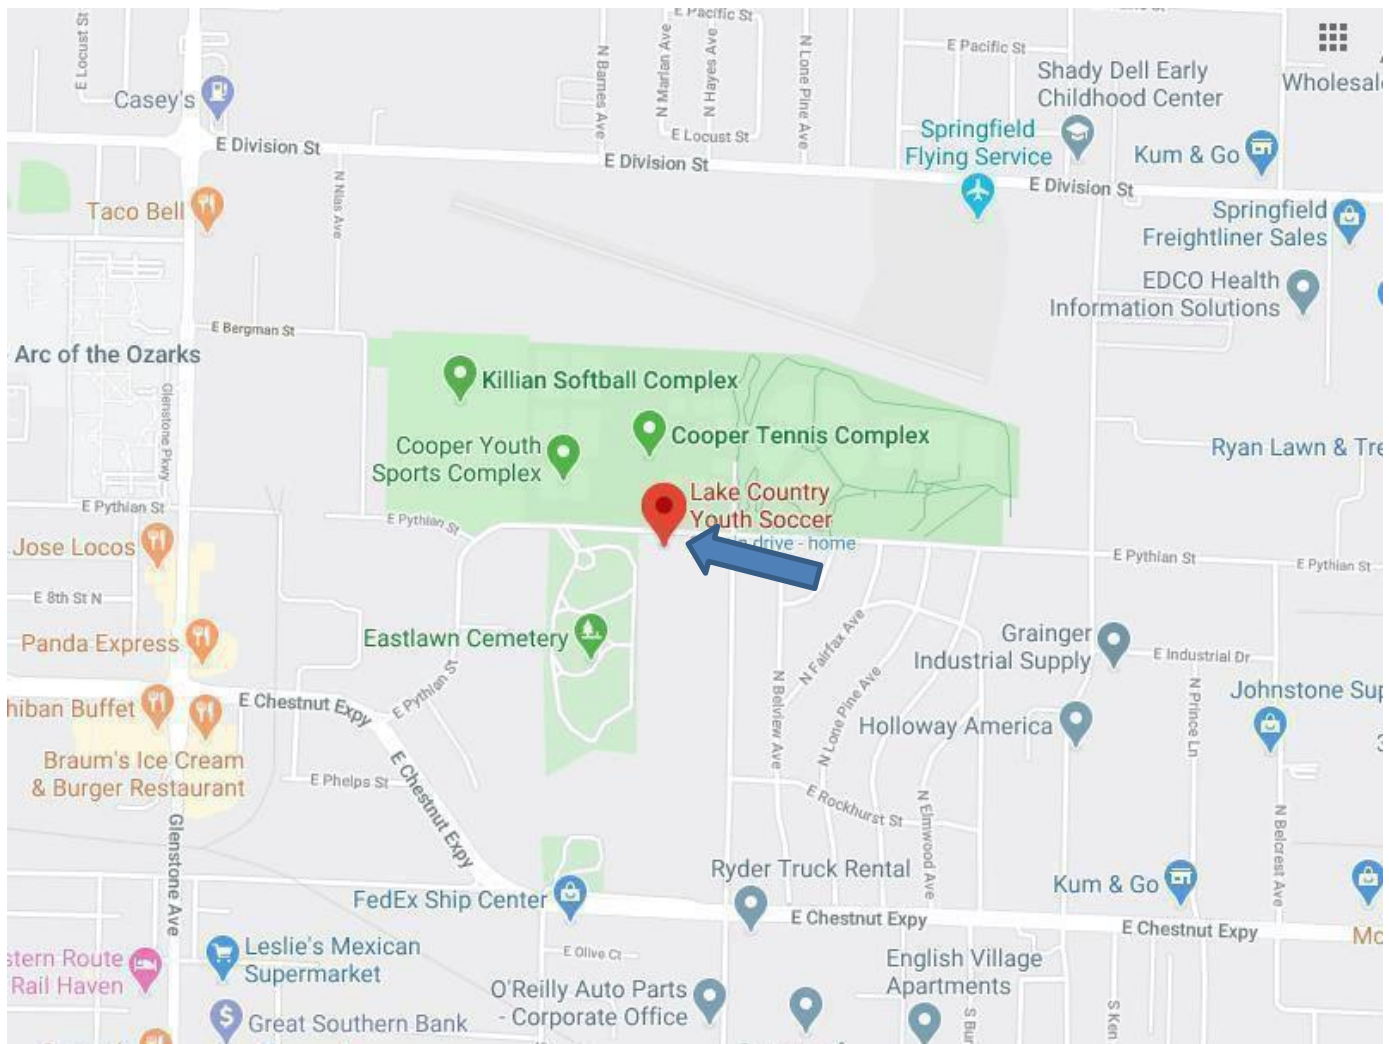 E Pacific St
E Locust St
N Barnes Ave
N Marlan Ave
N Hayes Ave
N Lone Pine Ave
E Pacific St
Shady Dell Early
Childhood Center
Wholesale
Casey's
E Division St
E Locust St
E Division St
Springfield
Flying Service
Kum & Go
E Division St
Taco Bell
N Nias Ave
Springfield
Freightliner Sales
EDCO Health
Information Solutions
E Bergman St
Arc of the Ozarks
Glenstone Pkwy
Killian Softball Complex
Cooper Youth
Sports Complex
Cooper Tennis Complex
Ryan Lawn & Tre
E Pythian St
E Pythian St
Lake Country
Youth Soccer
drive - home
Jose Locos
E Pythian St
E Pythian St
E 8th St N
Panda Express
Eastlawn Cemetery
N Fairfax Ave
Grainger
Industrial Supply
E Industrial Dr
hiban Buffet
E Chestnut Expy
E Pythian St
N Belview Ave
N Lone Pine Ave
N Prince Ln
Johnstone Sup
Holloway America
Braum's Ice Cream
& Burger Restaurant
E Phelps St
E Chestnut Expy
E Rockhurst St
N Elmwood Ave
N Belcrest Ave
Glenstone Ave
FedEx Ship Center
Ryder Truck Rental
Kum & Go
E Chestnut Expy
E Chestnut Expy
Mc
stern Route
Rail Haven
Leslie's Mexican
Supermarket
E Olive Ct
English Village
Apartments
O'Reilly Auto Parts
- Corporate Office
Great Southern Bank
S Bur
S Ken